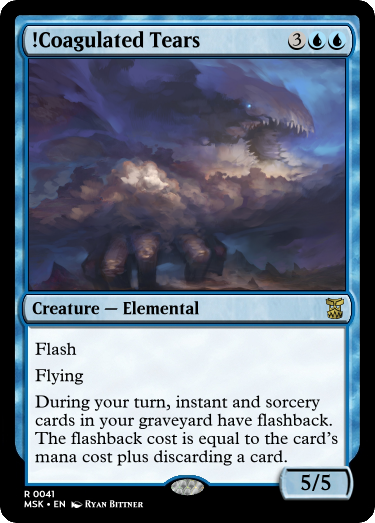 !Coagulated Tears 3
Creature — Elemental
Flash
Flying
During your turn, instant and sorcery
cards in your graveyard have flashback.
The flashback cost is equal to the card's
mana cost plus discarding a card.
5/5
R 0041
MSK • EN Ryan Bittner